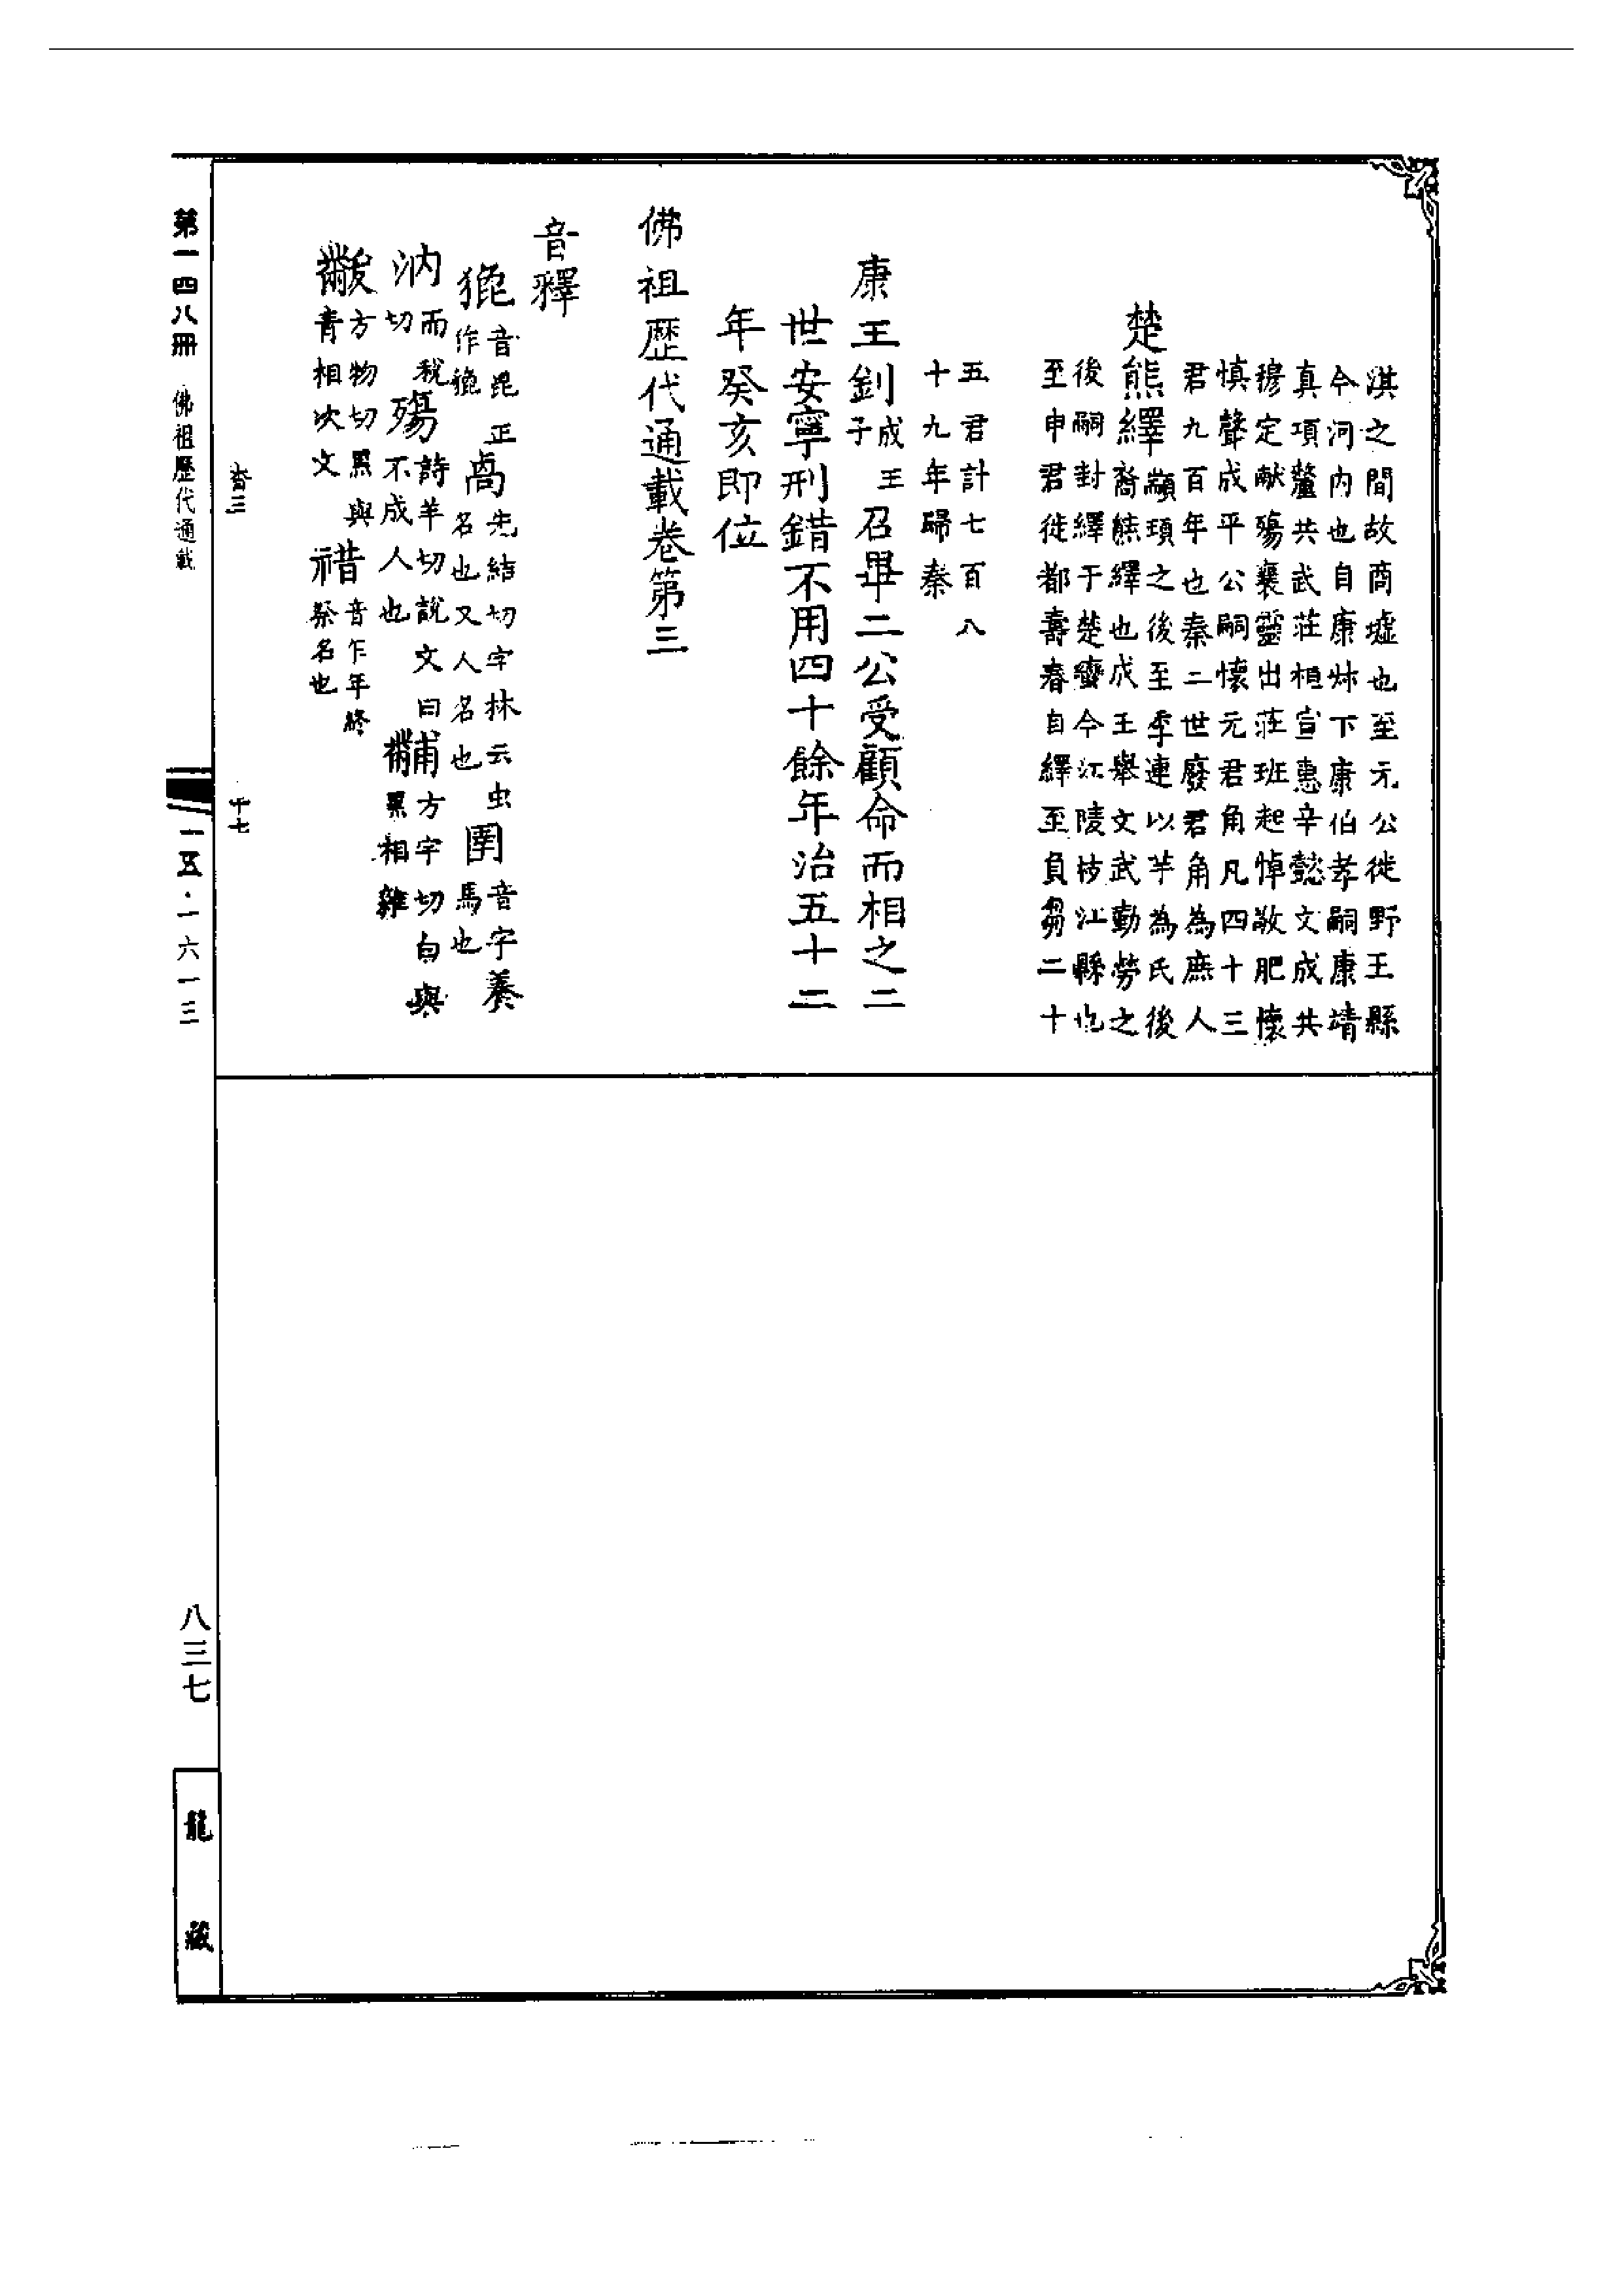 淇之間故商墟也至元公徙野王縣
今河內也自康叔下康伯孝嗣康靖
真項釐共武莊桓宣惠辛懿文成共
穆定献殤襄靈出莊班起悼敬肥懷
慎聲成平公嗣懷元君角凡四十三
君九百年也秦二世廢君角為庶人
楚熊繹顓頊之後至季連以芊為氏後
裔熊繹也成王舉文武勤勞之
後嗣封繹于楚蠻今江陵枝江縣也
至申君徙都壽春自繹至負芻二十
五君計七百八
十九年歸秦
康王釗成王子召畢二公受顧命而相之二
世安寧刑錯不用四十餘年治五十二
年癸亥即位
佛祖歷代通載卷第三
音釋
音昆正作 先結切字林云虫名也又人名也 圉音字養馬也
汭而稅切 殤詩羊切說文曰不成人也 黼方字切白與黑相雜
黻方物切黑與青相次文 䄍音乍年終祭名也
卷三
十七
第一四八冊 佛祖歷代通載
一五·一六一三
八三七
龍藏